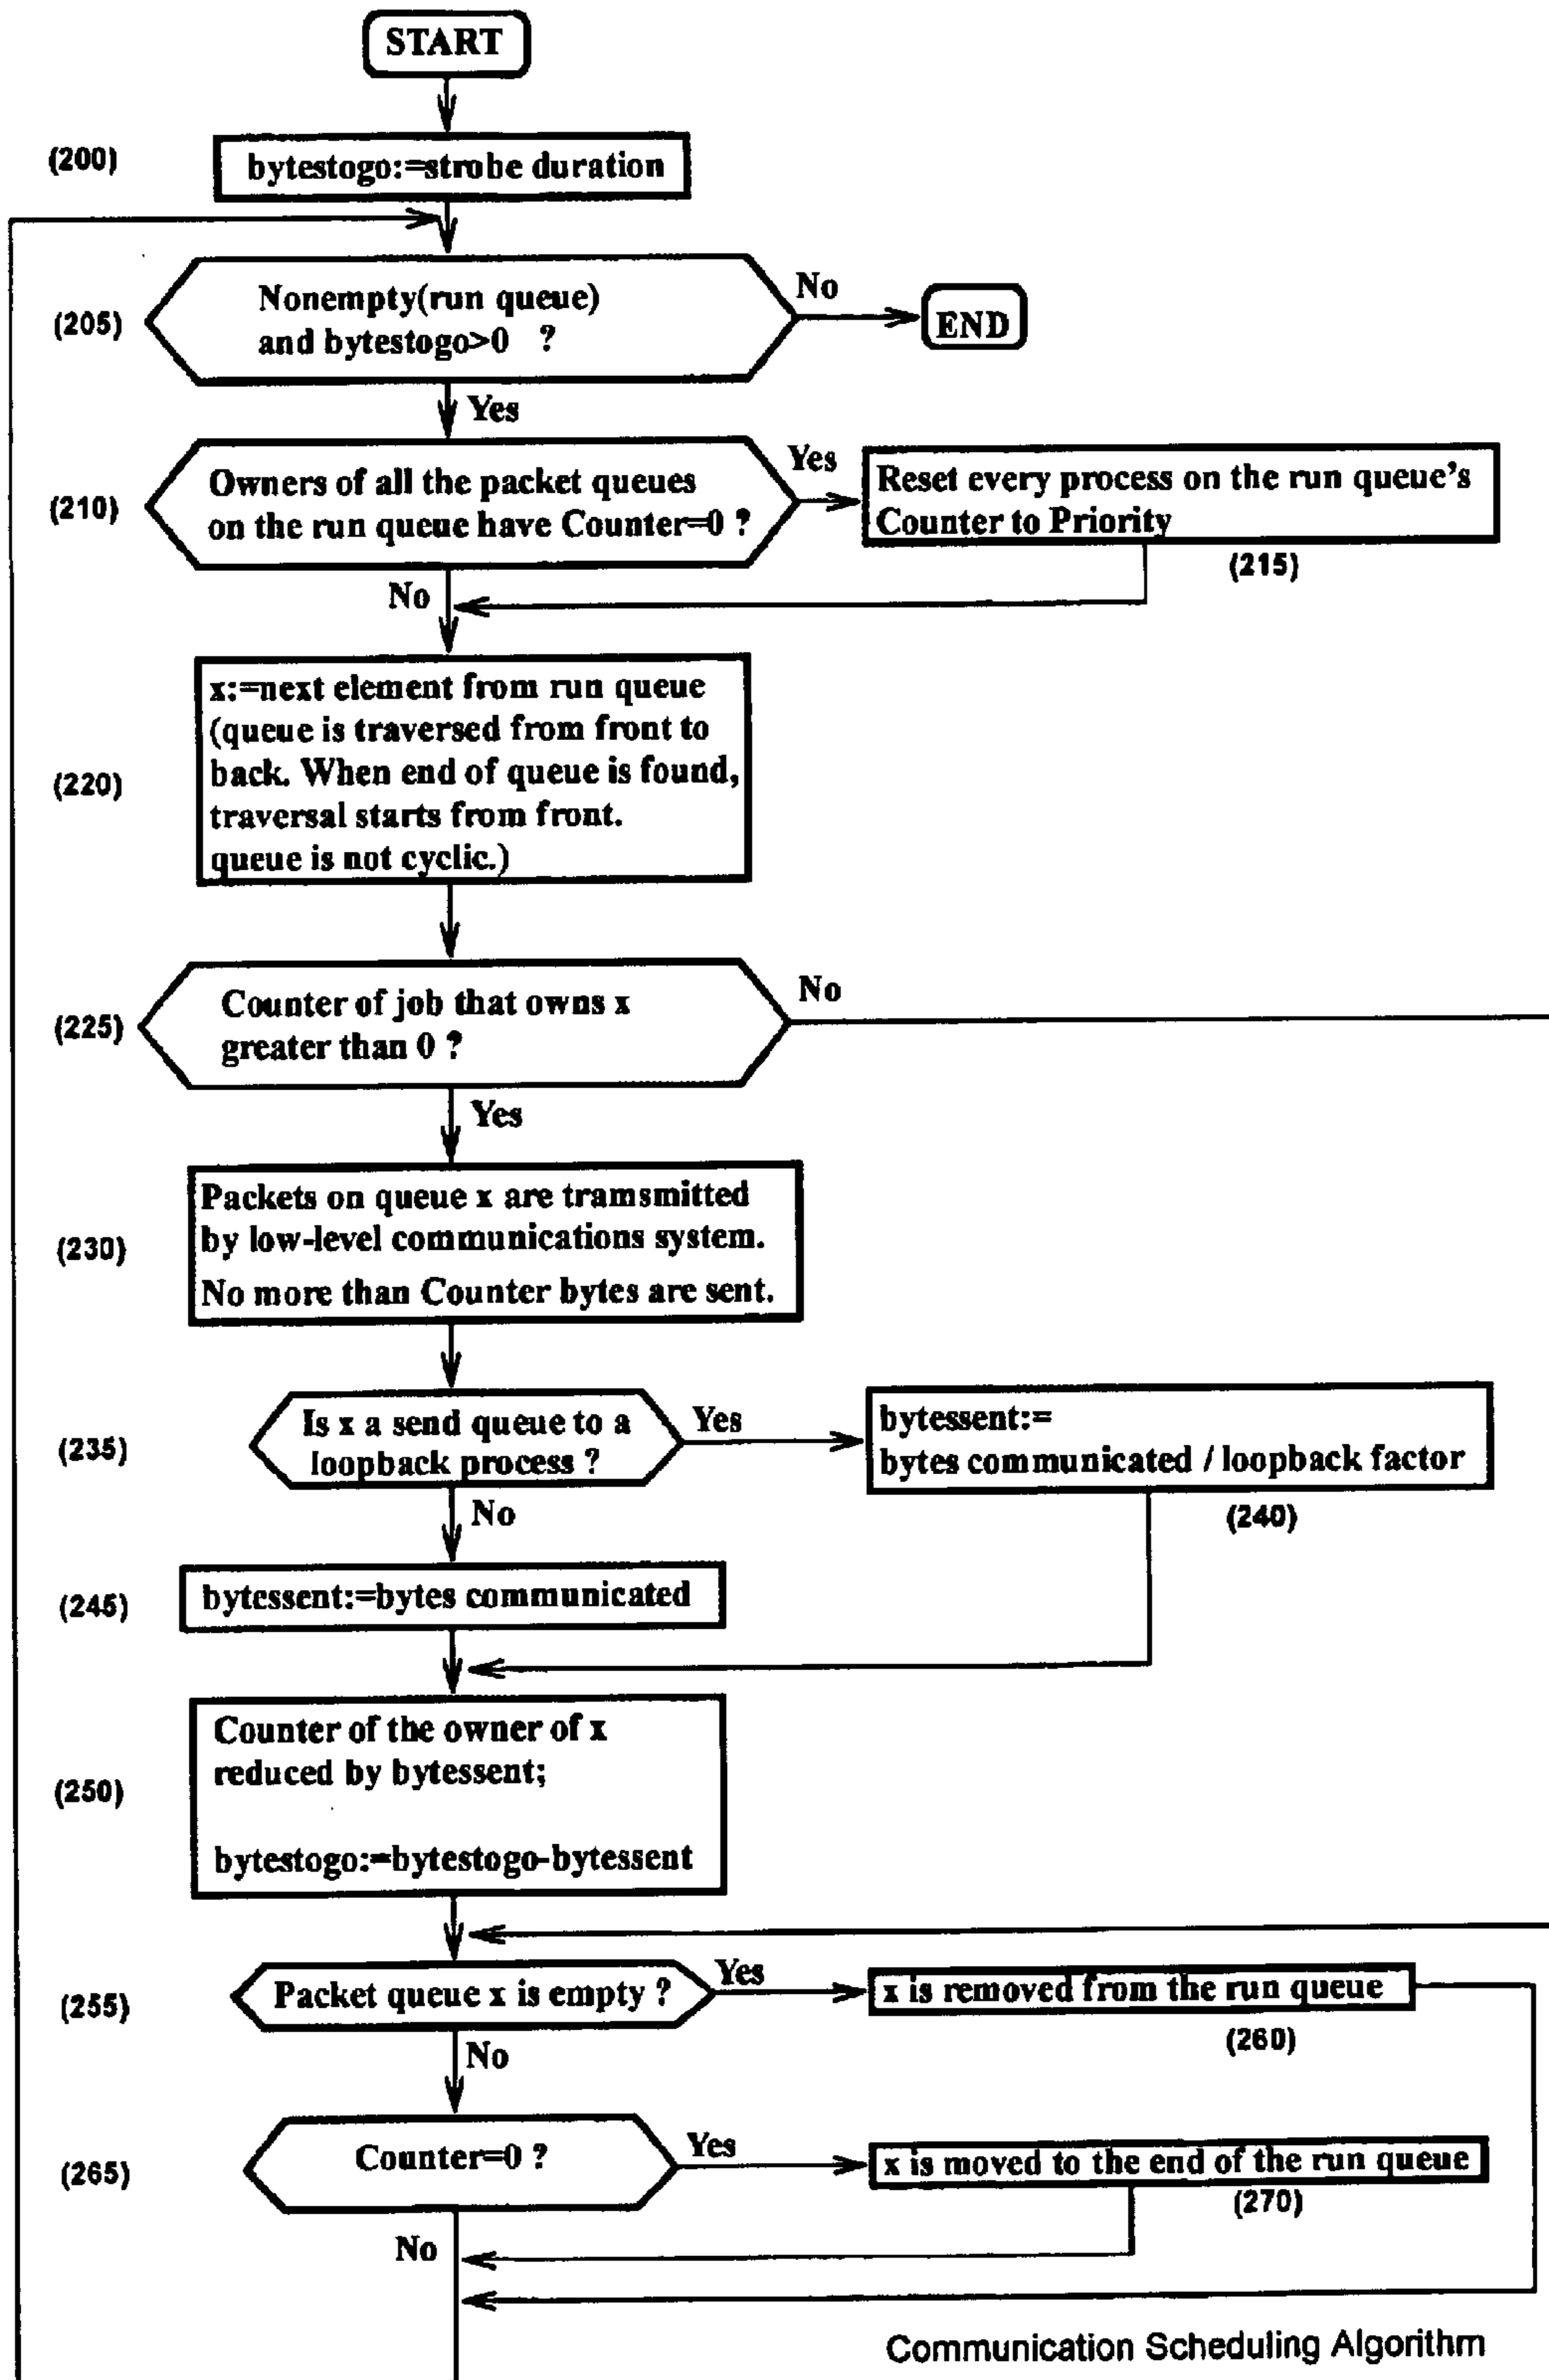 START
(200)
bytestogo:=strobe duration
(205)
Nonempty(run queue)
and bytestogo>0 ?
No
END
Yes
(210)
Owners of all the packet queues
on the run queue have Counter=0 ?
Yes
Reset every process on the run queue's
Counter to Priority
(215)
No
(220)
x:=next element from run queue
(queue is traversed from front to
back. When end of queue is found,
traversal starts from front.
queue is not cyclic.)
(225)
Counter of job that owns x
greater than 0 ?
No
Yes
(230)
Packets on queue x are tramsmitted
by low-level communications system.
No more than Counter bytes are sent.
(235)
Is x a send queue to a
loopback process ?
Yes
bytessent:=
bytes communicated / loopback factor
(240)
No
(245)
bytessent:=bytes communicated
(250)
Counter of the owner of x
reduced by bytessent;
bytestogo:=bytestogo-bytessent
(255)
Packet queue x is empty ?
Yes
x is removed from the run queue
(260)
No
(265)
Counter=0 ?
Yes
x is moved to the end of the run queue
(270)
No
Communication Scheduling Algorithm